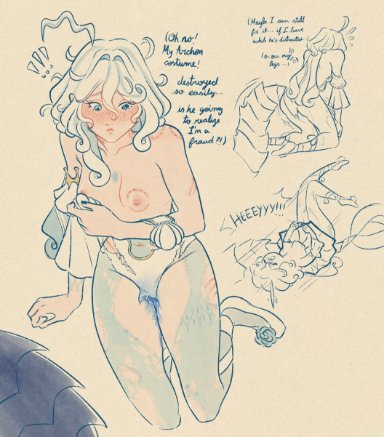 (Oh no!
My Archon
costume!
destroyed
so easily...
is he going
to realize
I'm a
fraud?!)
(Maybe I can still
fix it... if I leave
while he's distracted
HEEEYYY!!!